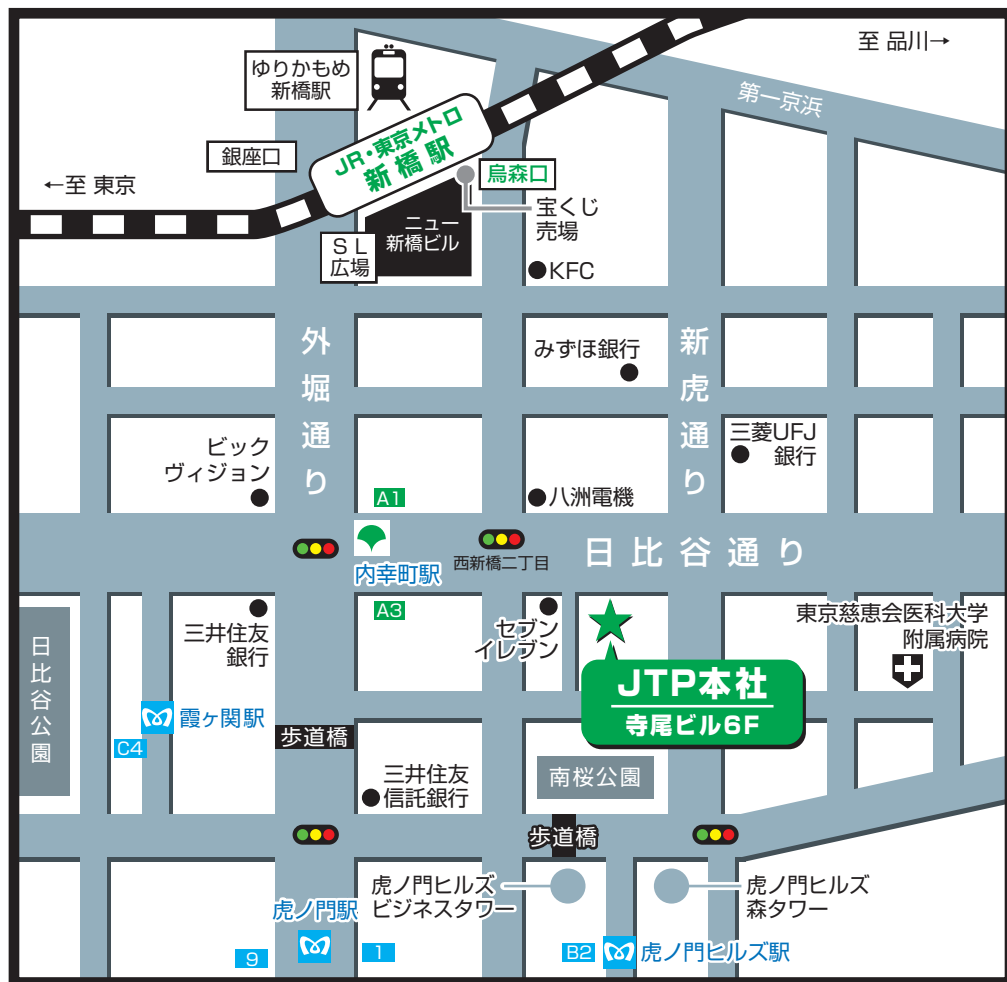 至 品川→
ゆりかもめ
新橋駅
第一京浜
JR・東京メトロ
新橋駅
銀座口
烏森口
←至 東京
宝くじ
売場
ニュー
新橋ビル
ＳＬ
広場
KFC
外堀通り
みずほ銀行
新虎通り
ビック
ヴィジョン
三菱UFJ
銀行
A1
八洲電機
日比谷通り
西新橋二丁目
内幸町駅
A3
三井住友
銀行
セブン
イレブン
東京慈恵会医科大学
附属病院
日比谷公園
JTP本社
寺尾ビル6F
霞ヶ関駅
C4
歩道橋
三井住友
信託銀行
南桜公園
歩道橋
虎ノ門ヒルズ
ビジネスタワー
虎ノ門ヒルズ
森タワー
虎ノ門駅
9
1
B2
虎ノ門ヒルズ駅